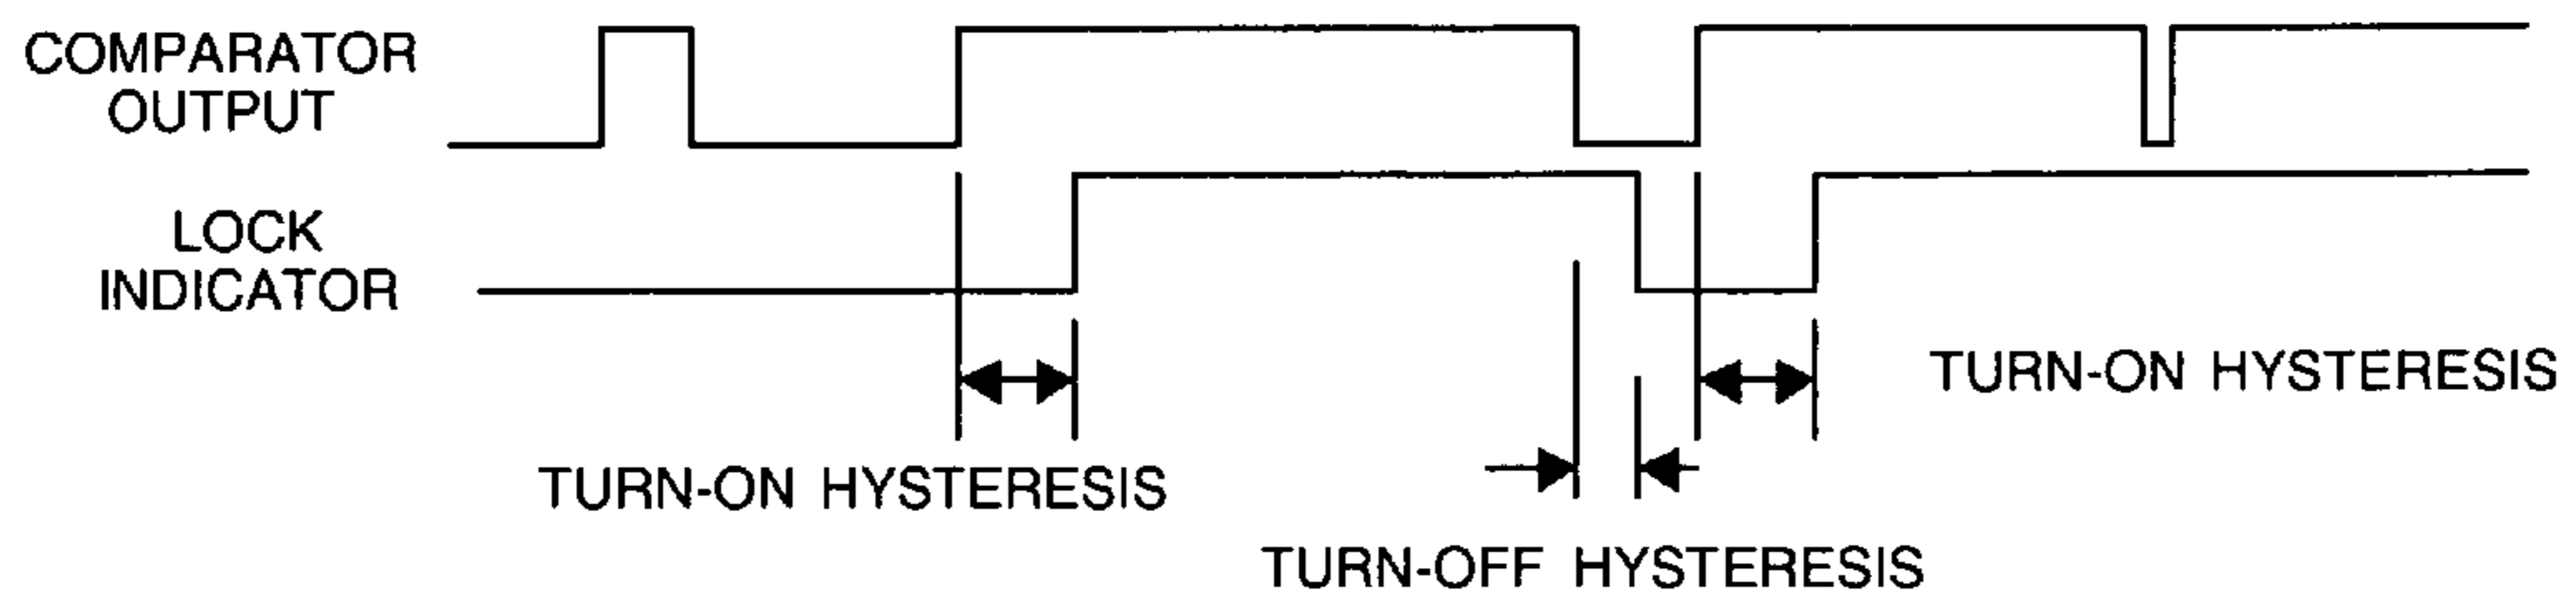 COMPARATOR
OUTPUT
LOCK
INDICATOR
TURN-ON HYSTERESIS
TURN-ON HYSTERESIS
TURN-OFF HYSTERESIS